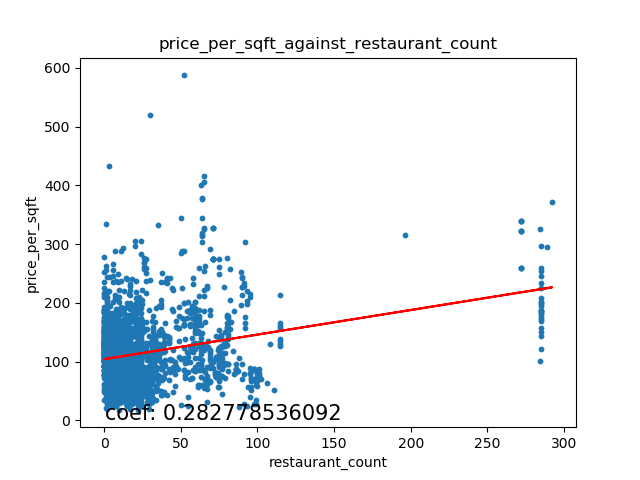 price_per_sqft_against_restaurant_count
600
500
400
300
200
100
0
price_per_sqft
coef: 0.282778536092
0 50 100 150 200 250 300
restaurant_count